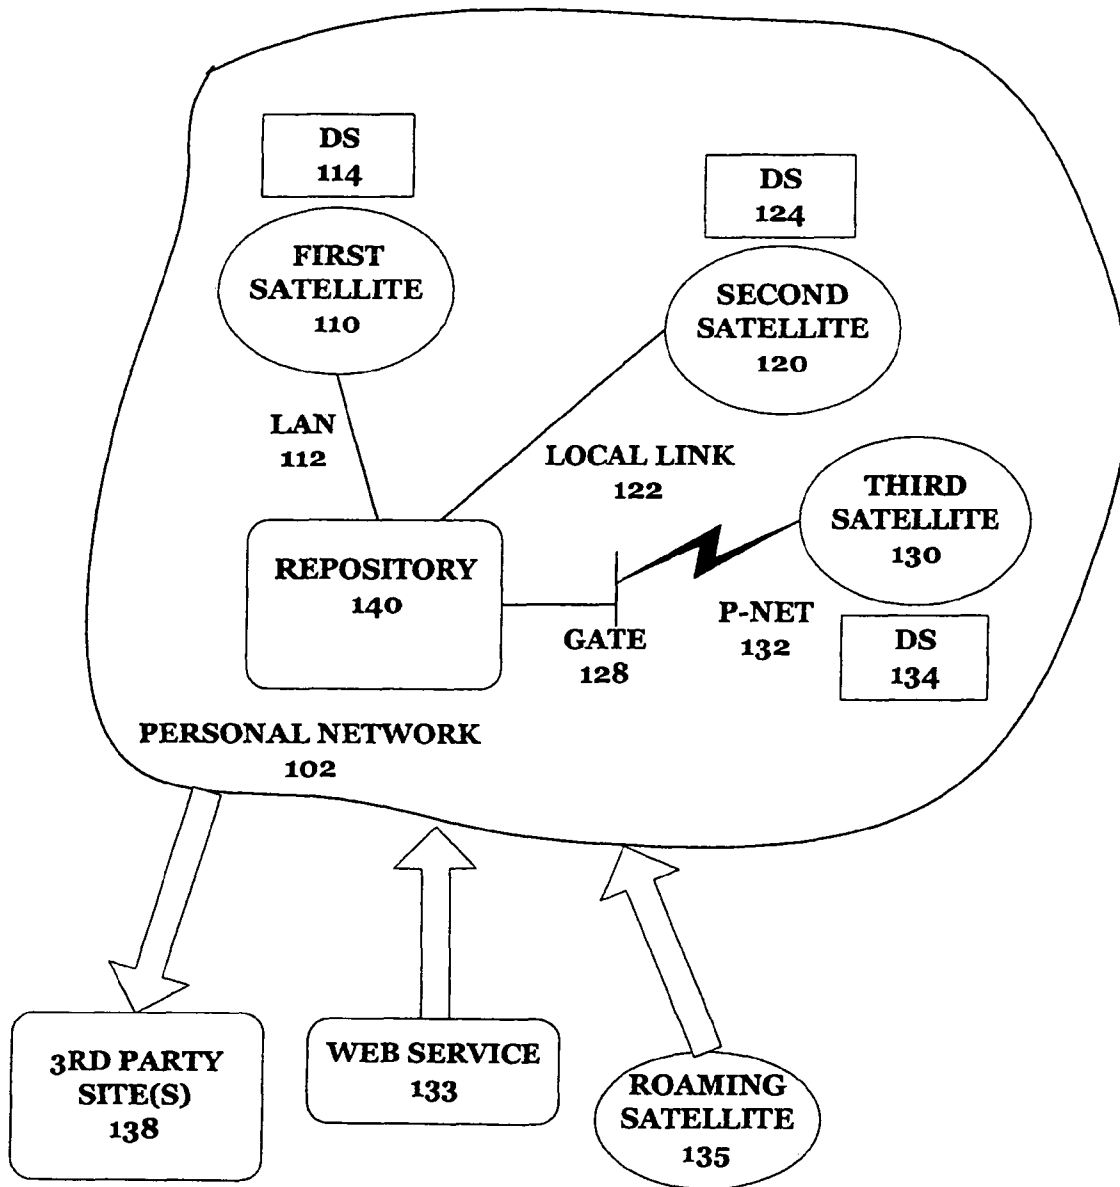 DS
114
FIRST
SATELLITE
110
DS
124
SECOND
SATELLITE
120
LAN
112
LOCAL LINK
122
THIRD
SATELLITE
130
REPOSITORY
140
GATE
128
P-NET
132
DS
134
PERSONAL NETWORK
102
3RD PARTY
SITE(S)
138
WEB SERVICE
133
ROAMING
SATELLITE
135